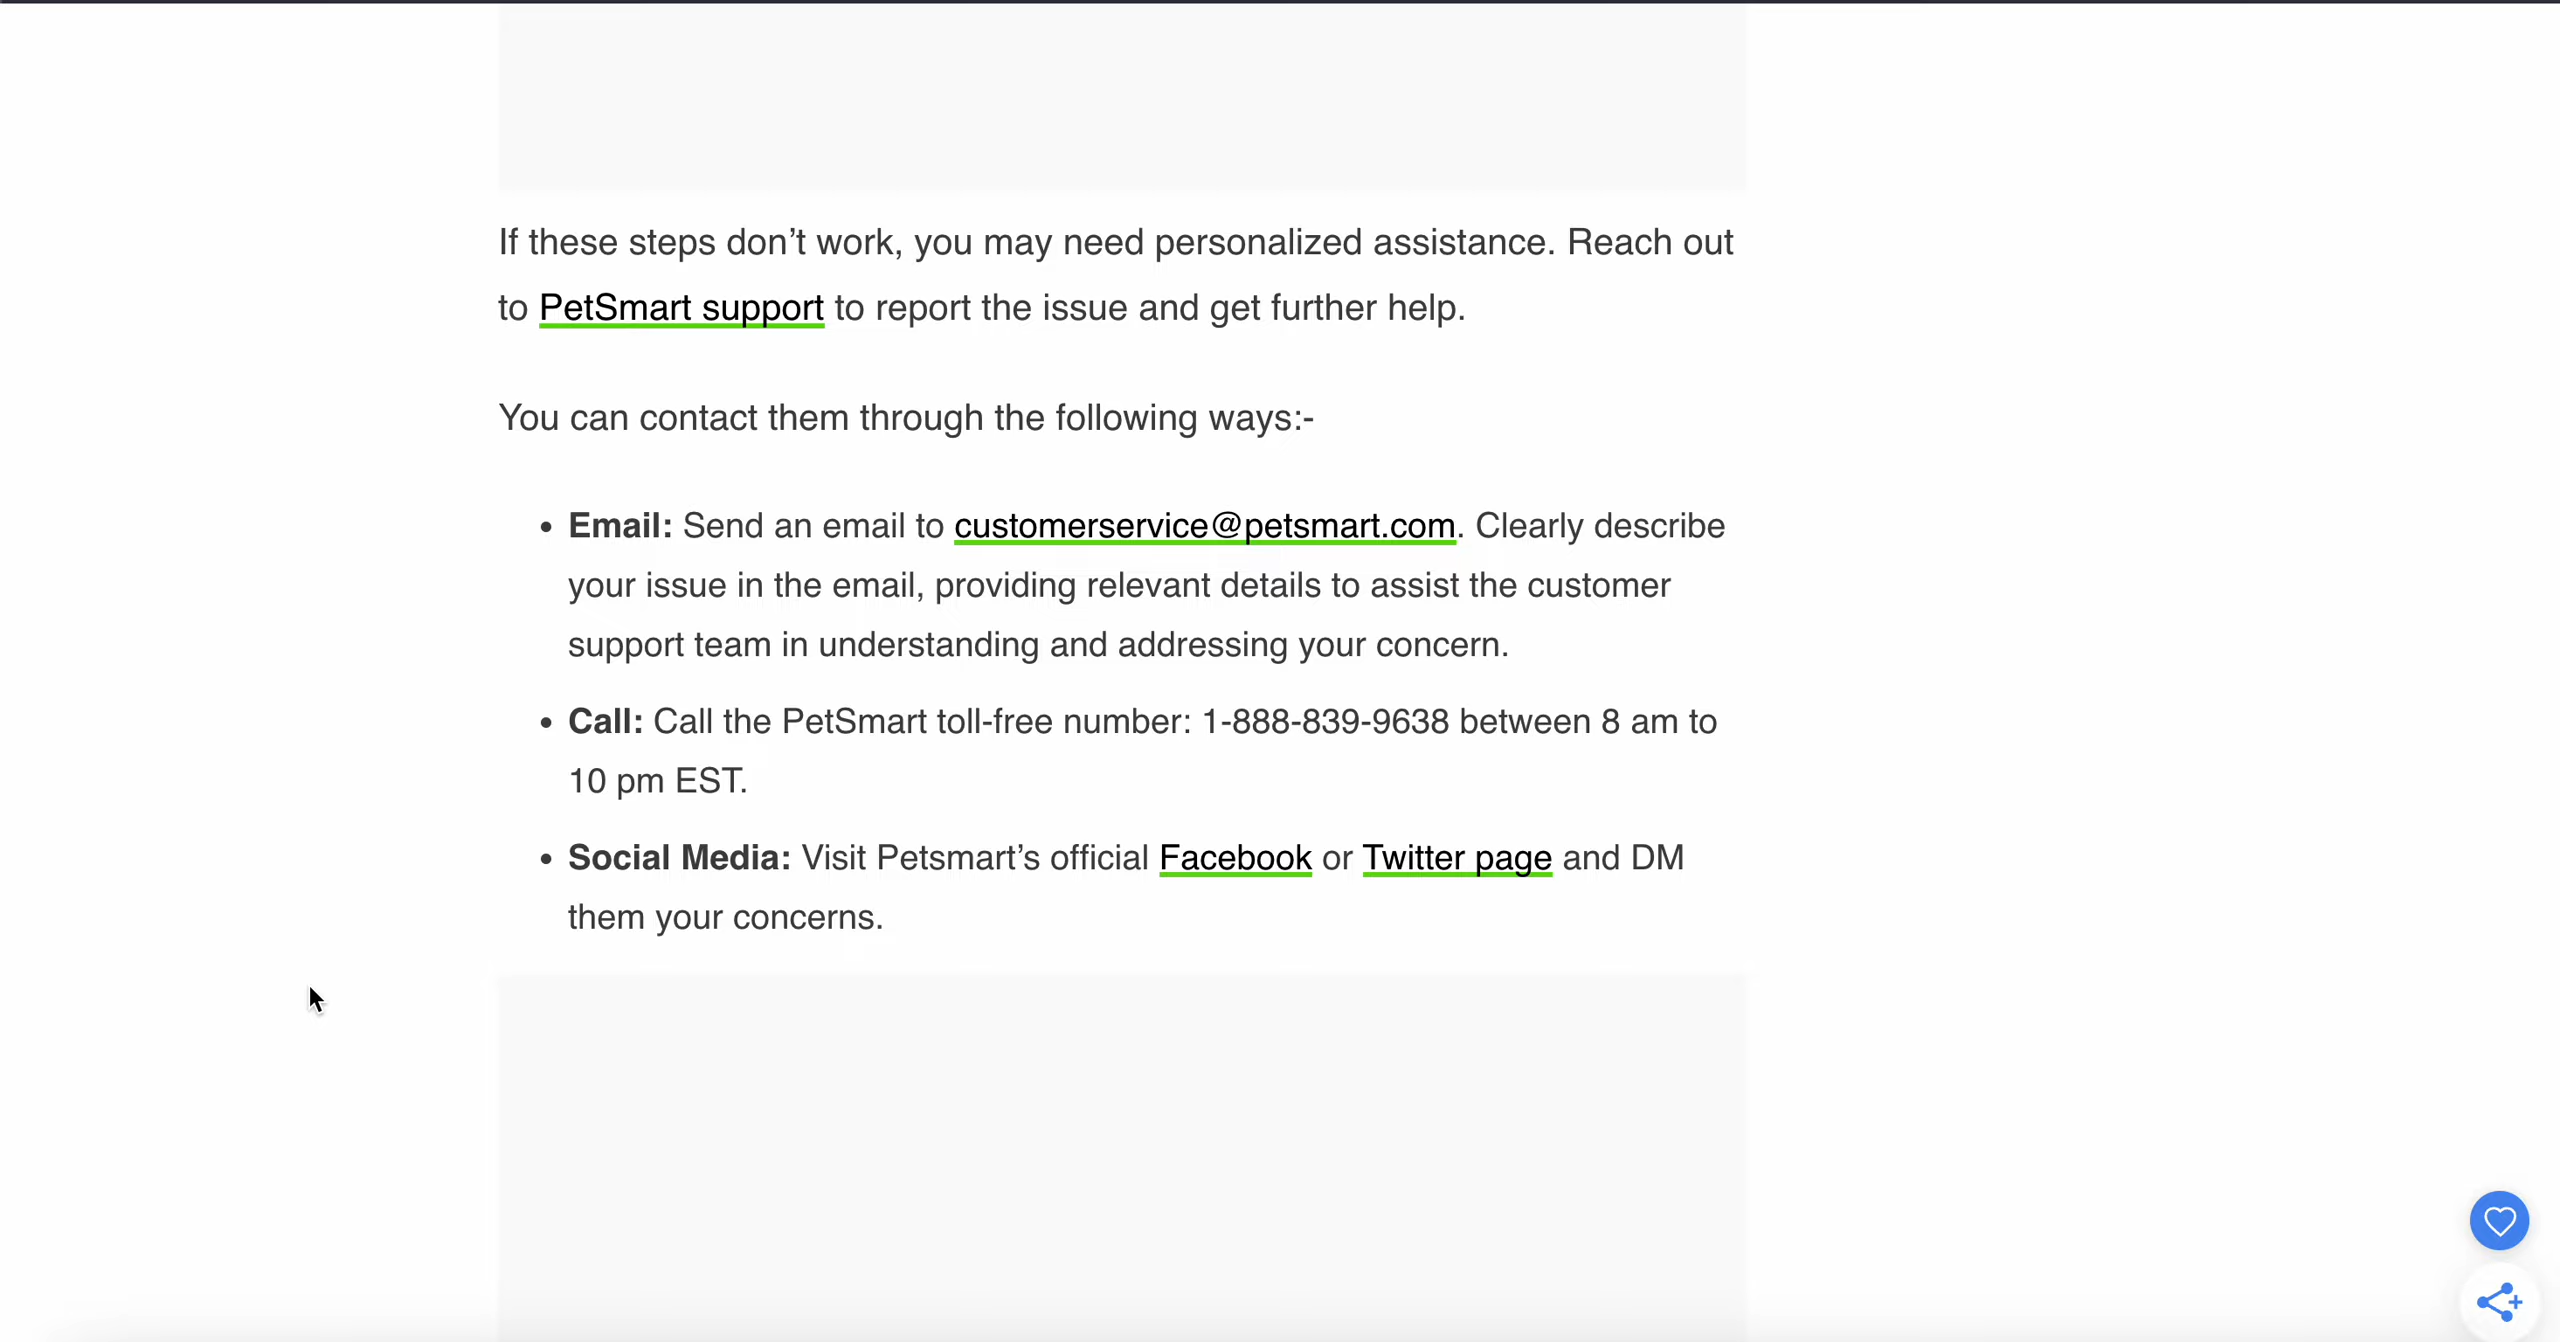 If these steps don’t work, you may need personalized assistance. Reach out
to PetSmart support to report the issue and get further help.
You can contact them through the following ways:-
• Email: Send an email to customerservice@petsmart.com. Clearly describe
your issue in the email, providing relevant details to assist the customer
support team in understanding and addressing your concern.
• Call: Call the PetSmart toll-free number: 1-888-839-9638 between 8 am to
10 pm EST.
• Social Media: Visit Petsmart’s official Facebook or Twitter page and DM
them your concerns.